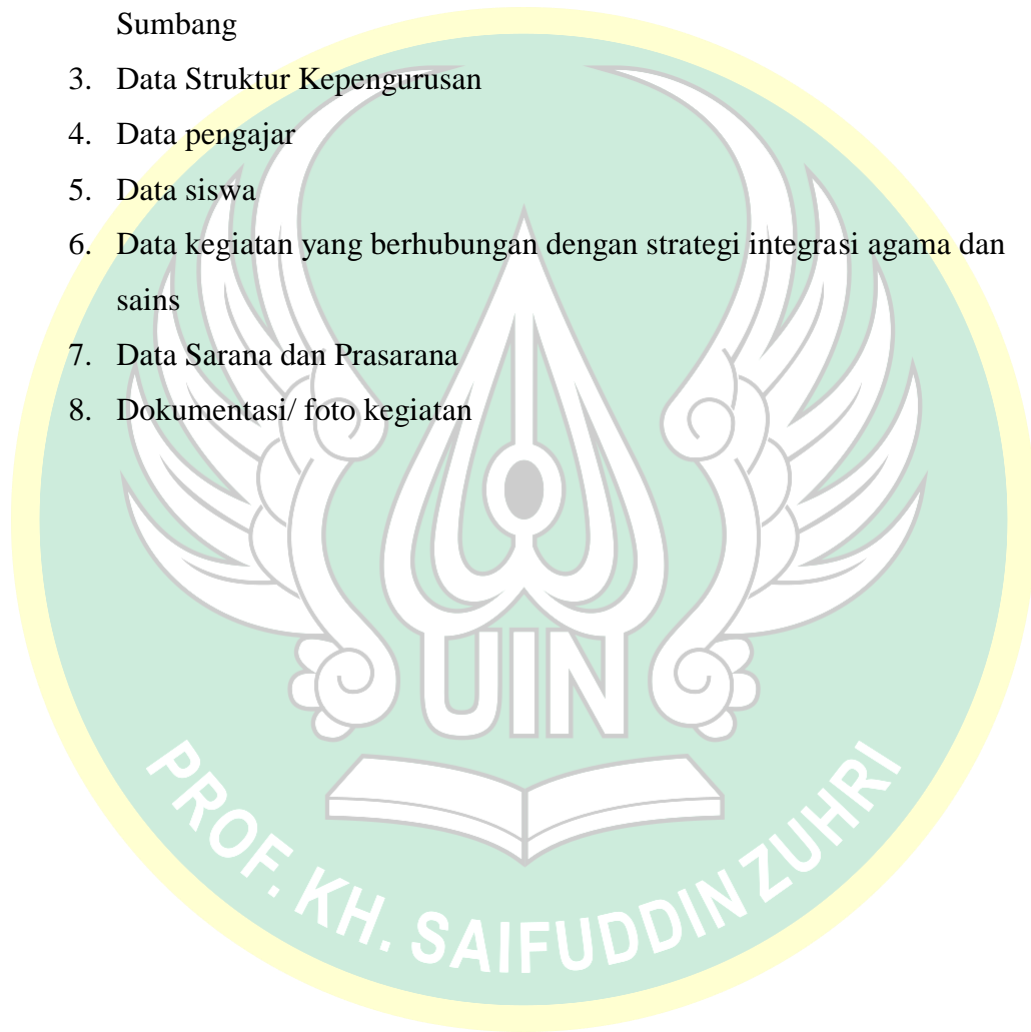 Sumbang
3. Data Struktur Kepengurusan
4. Data pengajar
5. Data siswa
6. Data kegiatan yang berhubungan dengan strategi integrasi agama dan
sains
7. Data Sarana dan Prasarana
8. Dokumentasi/ foto kegiatan
UIN
PROF. KH. SAIFUDDIN ZUHRI